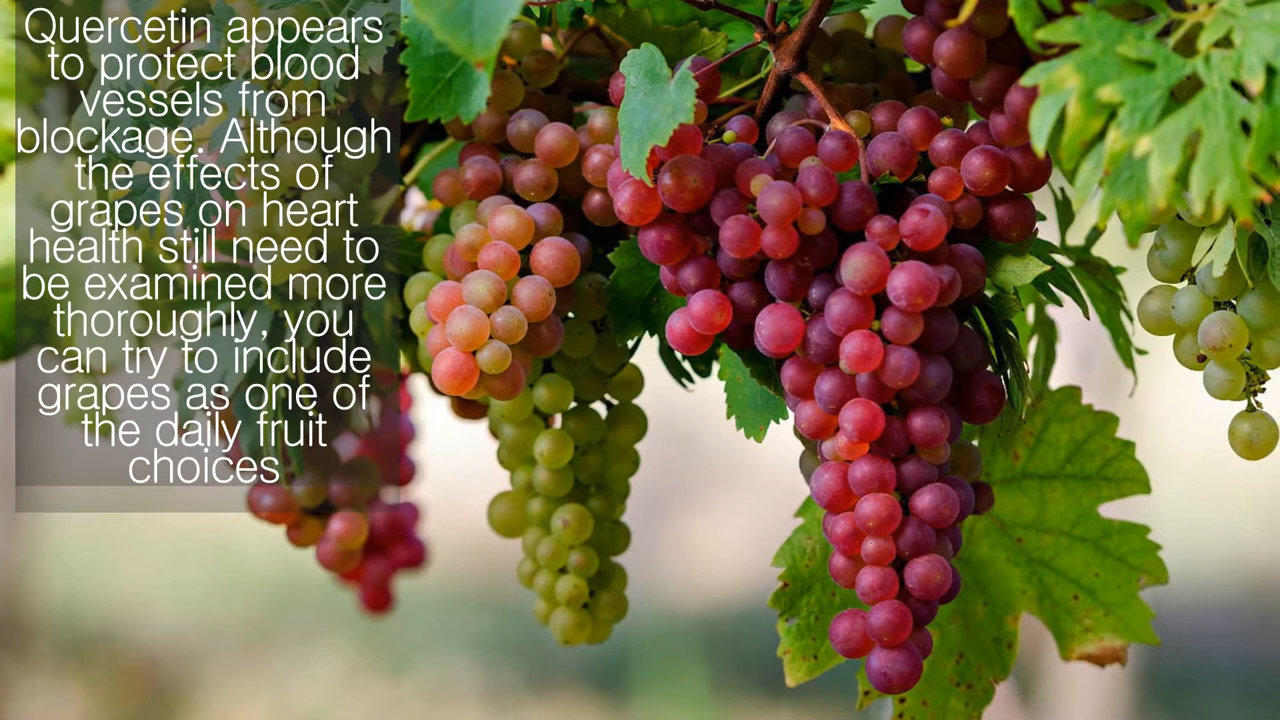 Quercetin appears
to protect blood
vessels from
blockage. Although
the effects of
grapes on heart
health still need to
be examined more
thoroughly, you
can try to include
grapes as one of
the daily fruit
choices